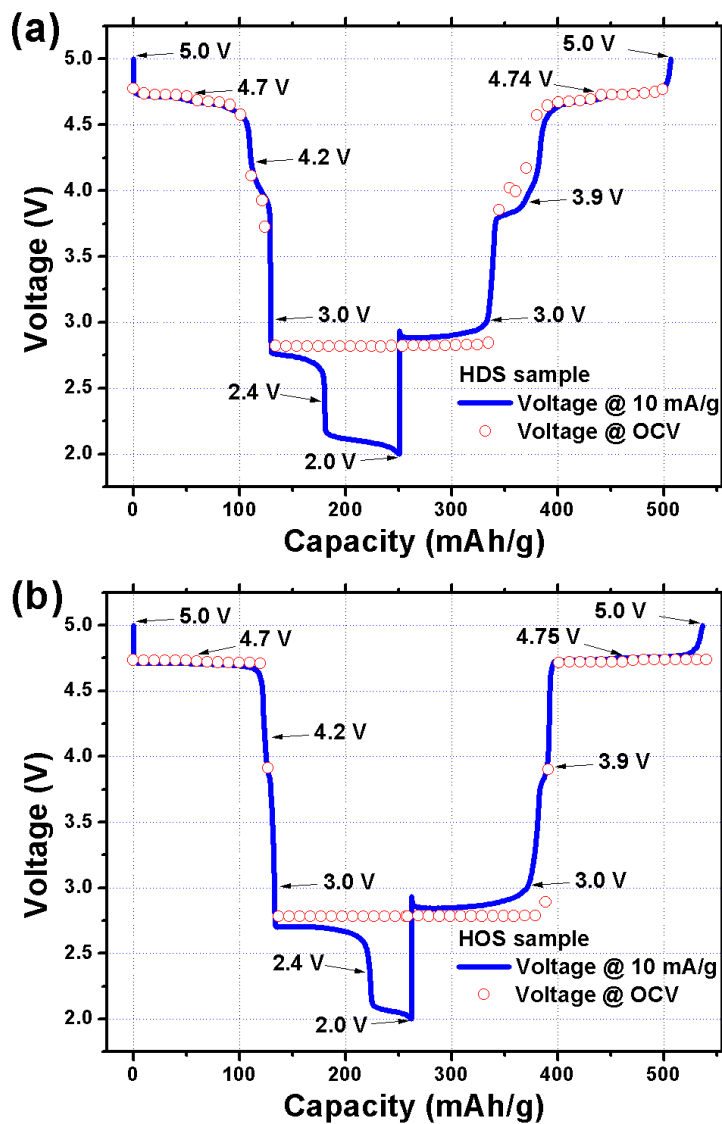 (a)
5.0 V
5.0 V
4.7 V
4.74 V
4.2 V
3.9 V
3.0 V
3.0 V
2.4 V
2.0 V
HDS sample
Voltage @ 10 mA/g
Voltage @ OCV
5.0
4.5
4.0
3.5
3.0
2.5
2.0
Voltage (V)
0 100 200 300 400 500
Capacity (mAh/g)
(b)
5.0 V
5.0 V
4.7 V
4.75 V
4.2 V
3.9 V
3.0 V
3.0 V
2.4 V
2.0 V
HOS sample
Voltage @ 10 mA/g
Voltage @ OCV
5.0
4.5
4.0
3.5
3.0
2.5
2.0
Voltage (V)
0 100 200 300 400 500
Capacity (mAh/g)